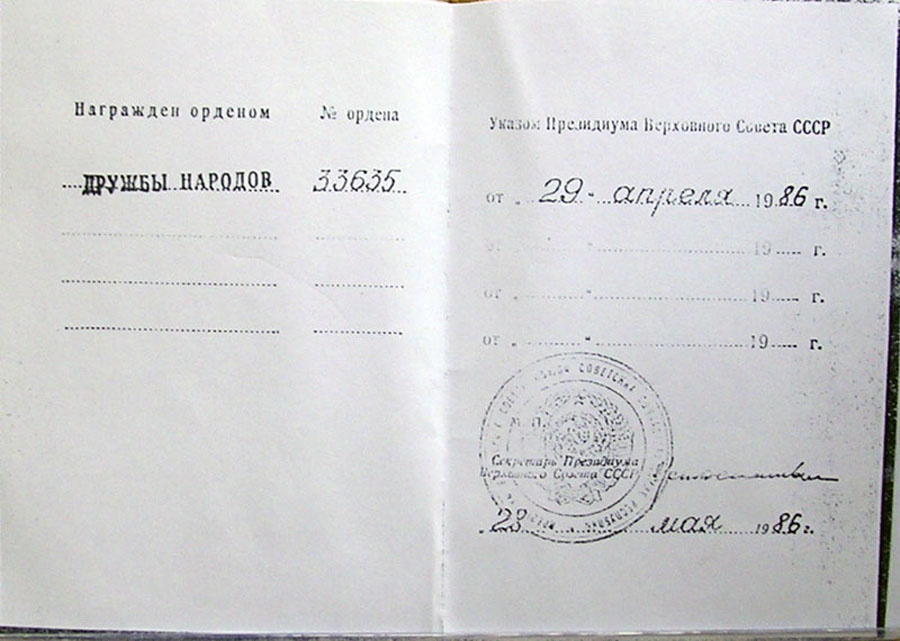 Награжден орденом № ордена
ДРУЖБЫ НАРОДОВ 33635
Указом Президиума Верховного Совета СССР
от „ 29 “ апреля 1986 г.
от „ “ 19 г.
от „ “ 19 г.
от „ “ 19 г.
М. П.
Секретарь Президиума
Верховного Совета СССР
28 мая 1986 г.